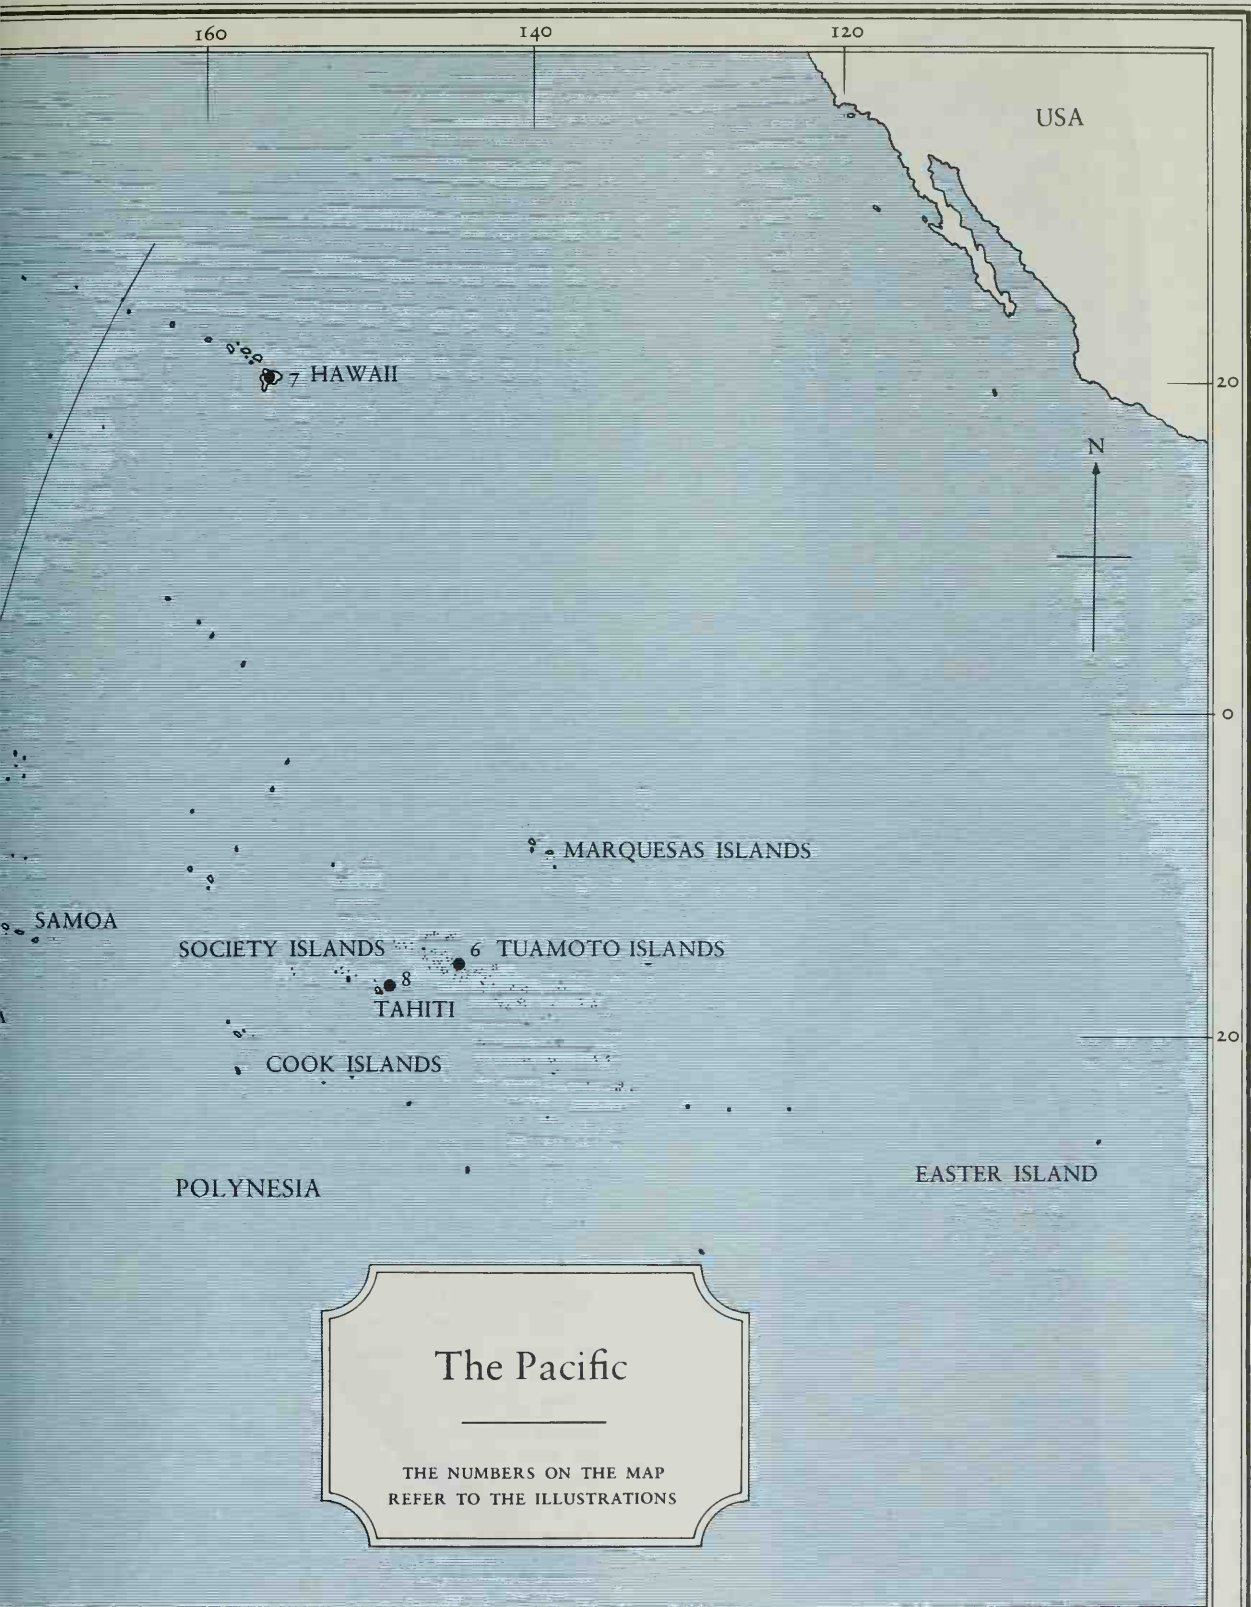 160 140 120
USA
7 HAWAII
20
N
0
MARQUESAS ISLANDS
SAMOA
SOCIETY ISLANDS
6 TUAMOTO ISLANDS
8
TAHITI
20
COOK ISLANDS
EASTER ISLAND
POLYNESIA
The Pacific
THE NUMBERS ON THE MAP
REFER TO THE ILLUSTRATIONS